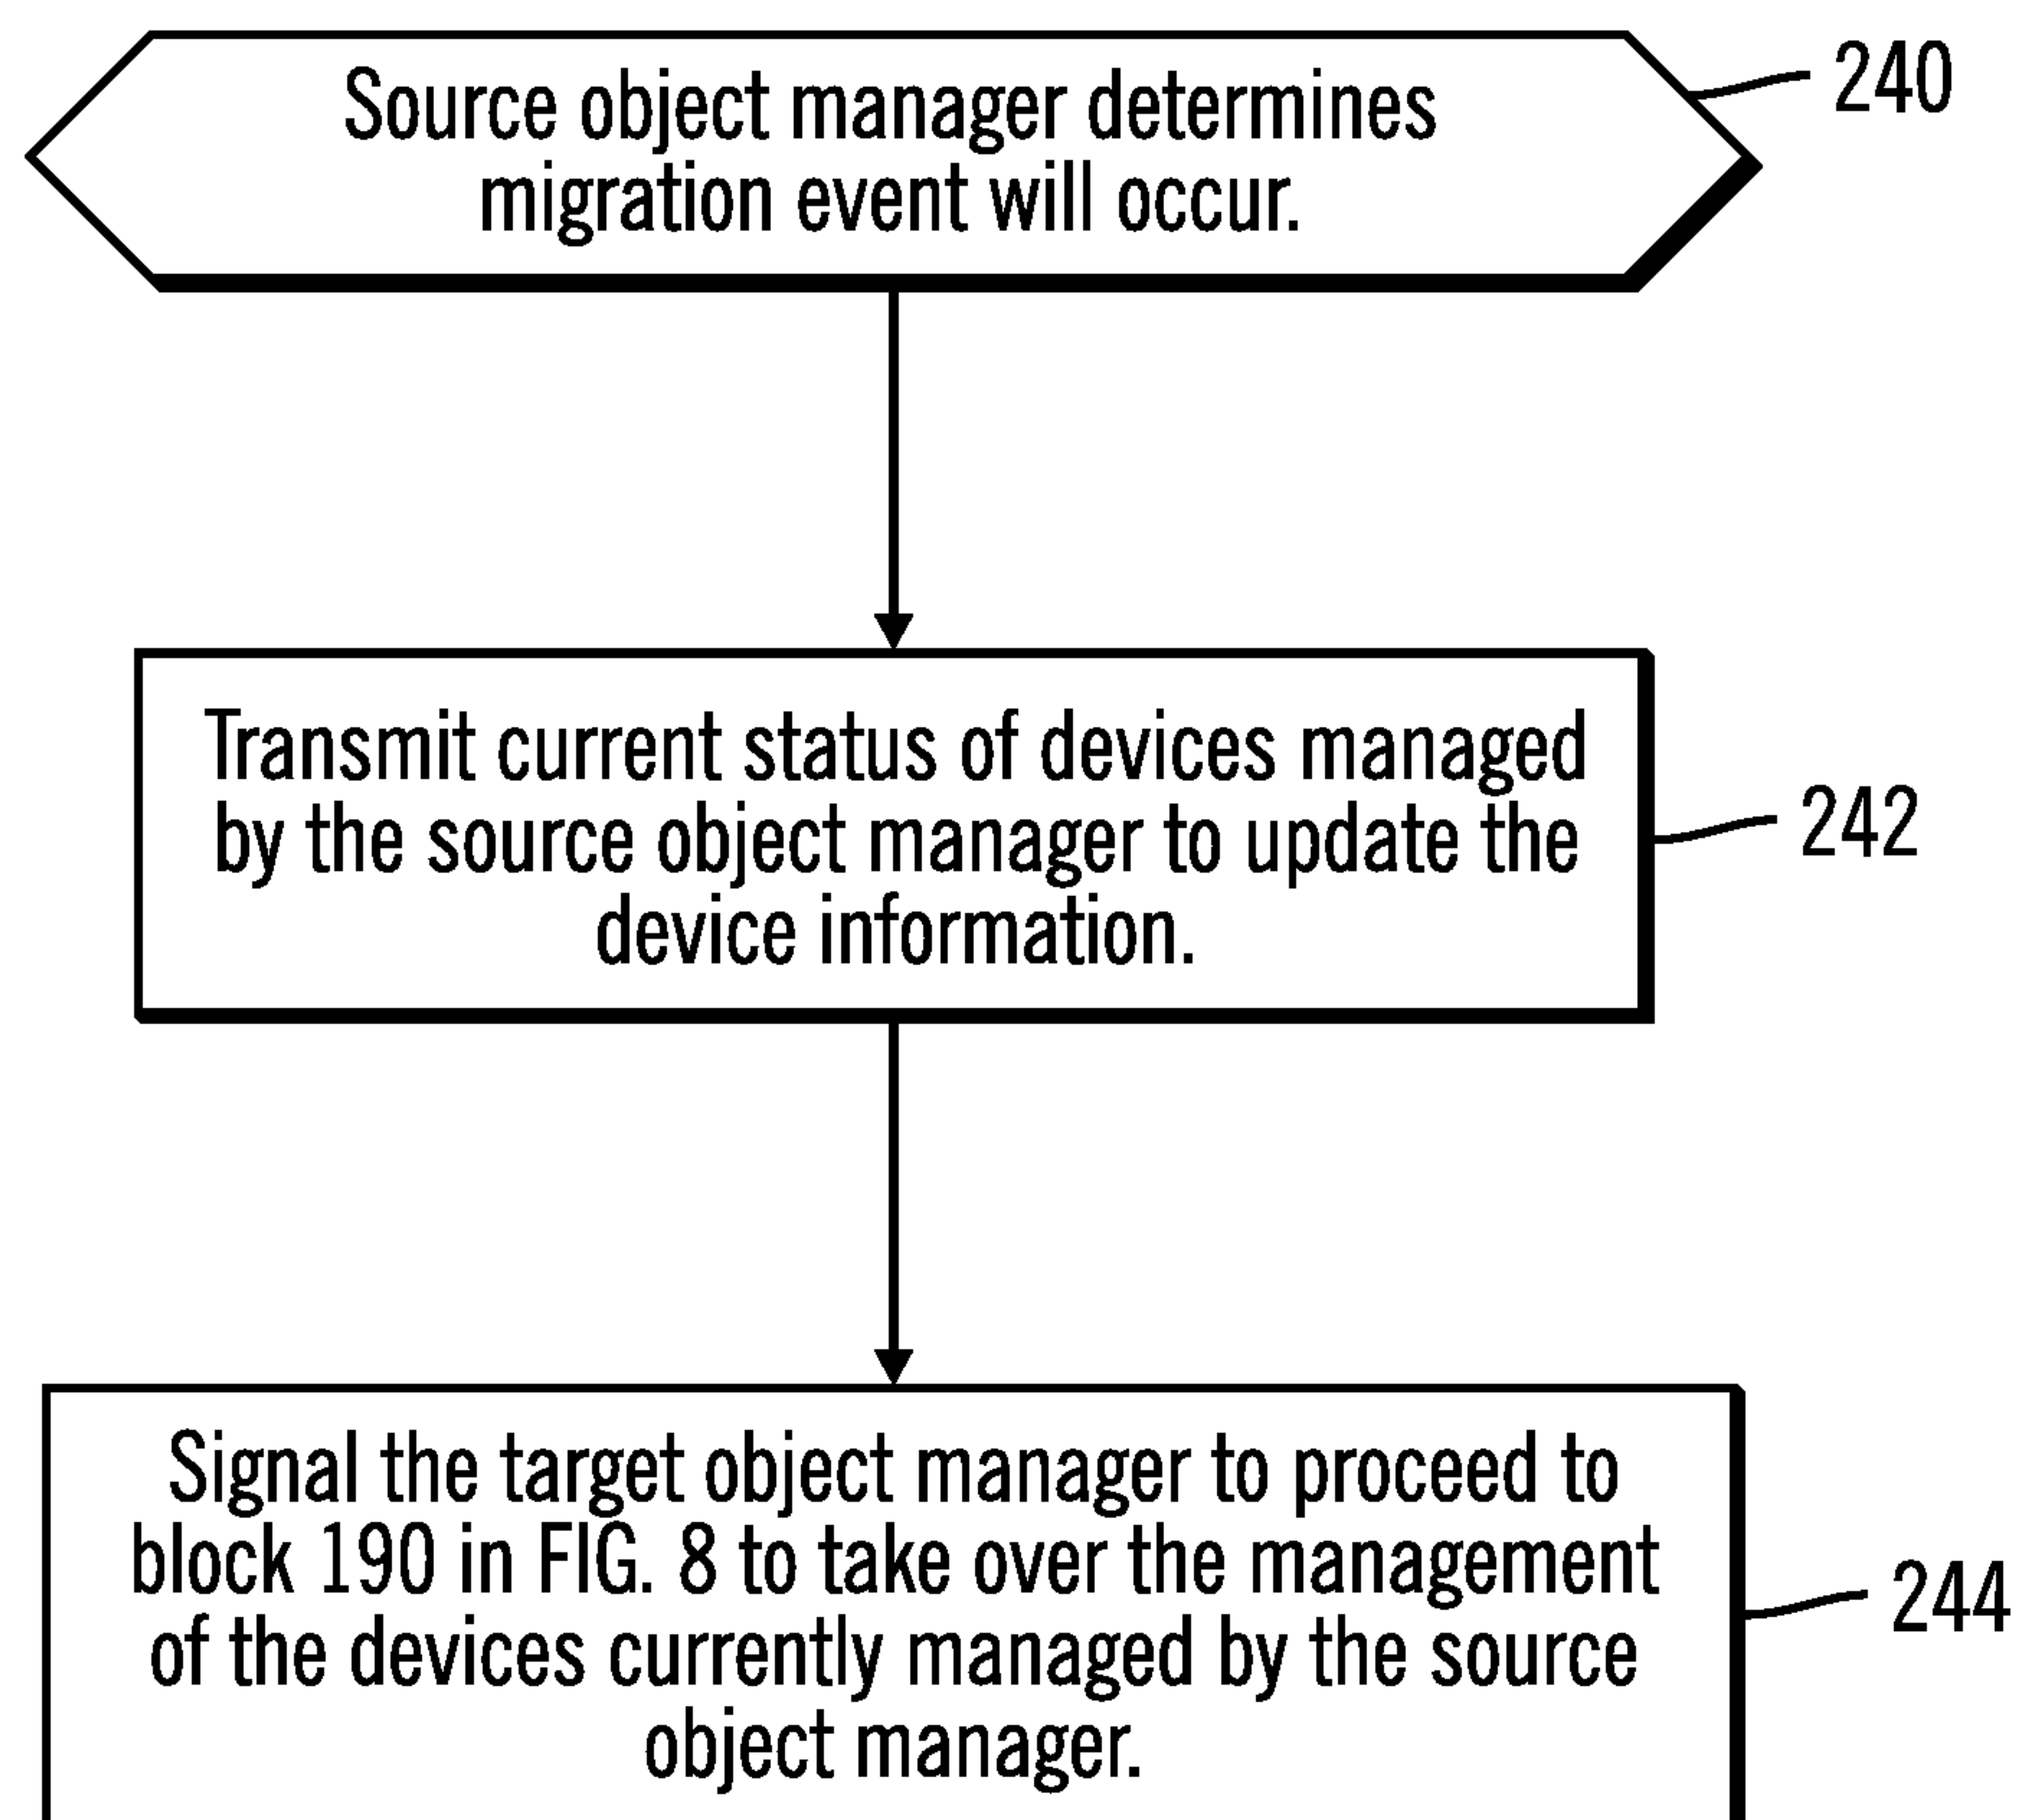 Source object manager determines
migration event will occur.
240
Transmit current status of devices managed
by the source object manager to update the
device information.
242
Signal the target object manager to proceed to
block 190 in FIG. 8 to take over the management
of the devices currently managed by the source
object manager.
244